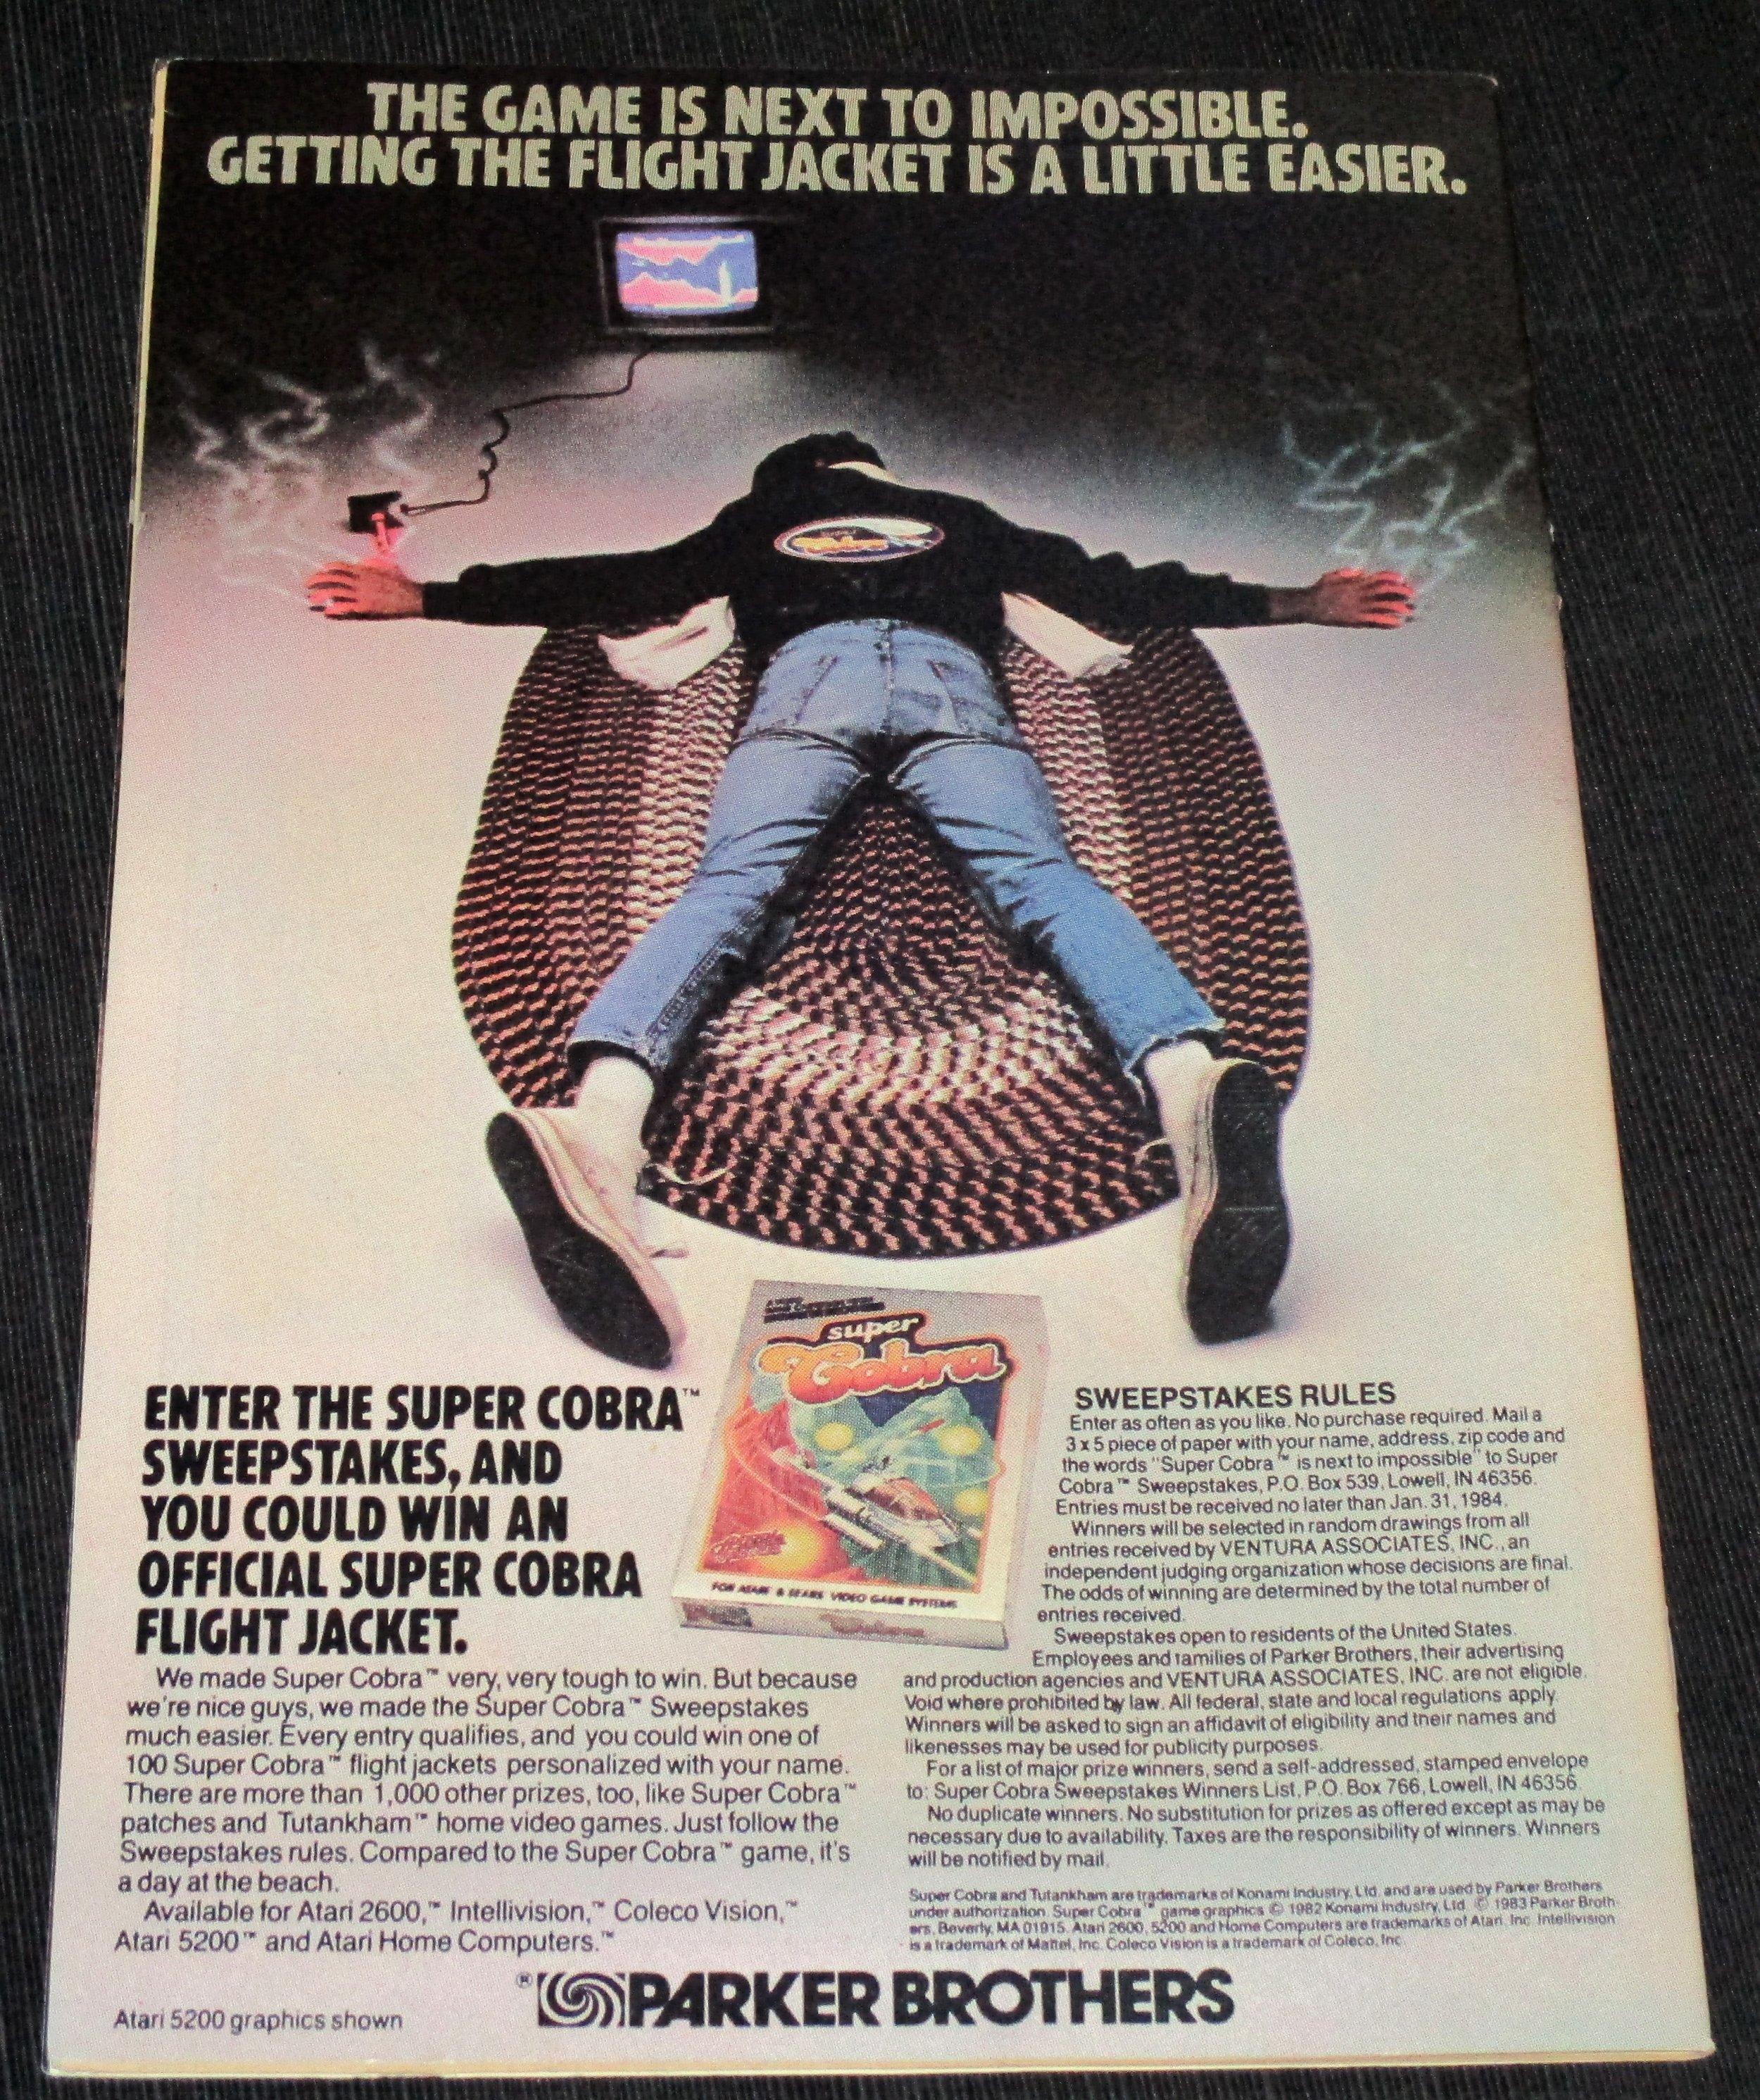 THE GAME IS NEXT TO IMPOSSIBLE.
GETTING THE FLIGHT JACKET IS A LITTLE EASIER.
super
Cobra
FOR ATARI & SEARS VIDEO GAME SYSTEMS
ENTER THE SUPER COBRA™
SWEEPSTAKES, AND
YOU COULD WIN AN
OFFICIAL SUPER COBRA
FLIGHT JACKET.
We made Super Cobra™ very, very tough to win. But because
we're nice guys, we made the Super Cobra™ Sweepstakes
much easier. Every entry qualifies, and you could win one of
100 Super Cobra™ flight jackets personalized with your name.
There are more than 1,000 other prizes, too, like Super Cobra™
patches and Tutankham™ home video games. Just follow the
Sweepstakes rules. Compared to the Super Cobra™ game, it's
a day at the beach.
Available for Atari 2600,™ Intellivision,™ Coleco Vision,™
Atari 5200™ and Atari Home Computers.™
SWEEPSTAKES RULES
Enter as often as you like. No purchase required. Mail a
3 x 5 piece of paper with your name, address, zip code and
the words "Super Cobra™ is next to impossible" to Super
Cobra™ Sweepstakes, P.O. Box 539, Lowell, IN 46356.
Entries must be received no later than Jan. 31, 1984.
Winners will be selected in random drawings from all
entries received by VENTURA ASSOCIATES, INC., an
independent judging organization whose decisions are final.
The odds of winning are determined by the total number of
entries received.
Sweepstakes open to residents of the United States.
Employees and families of Parker Brothers, their advertising
and production agencies and VENTURA ASSOCIATES, INC. are not eligible.
Void where prohibited by law. All federal, state and local regulations apply.
Winners will be asked to sign an affidavit of eligibility and their names and
likenesses may be used for publicity purposes.
For a list of major prize winners, send a self-addressed, stamped envelope
to: Super Cobra Sweepstakes Winners List, P.O. Box 766, Lowell, IN 46356.
No duplicate winners. No substitution for prizes as offered except as may be
necessary due to availability. Taxes are the responsibility of winners. Winners
will be notified by mail.
Super Cobra and Tutankham are trademarks of Konami Industry, Ltd. and are used by Parker Brothers
under authorization. Super Cobra™ game graphics © 1982 Konami Industry, Ltd. © 1983 Parker Broth-
ers, Beverly, MA 01915. Atari 2600, 5200 and Home Computers are trademarks of Atari, Inc. Intellivision
is a trademark of Mattel, Inc. Coleco Vision is a trademark of Coleco, Inc.
® PARKER BROTHERS
Atari 5200 graphics shown